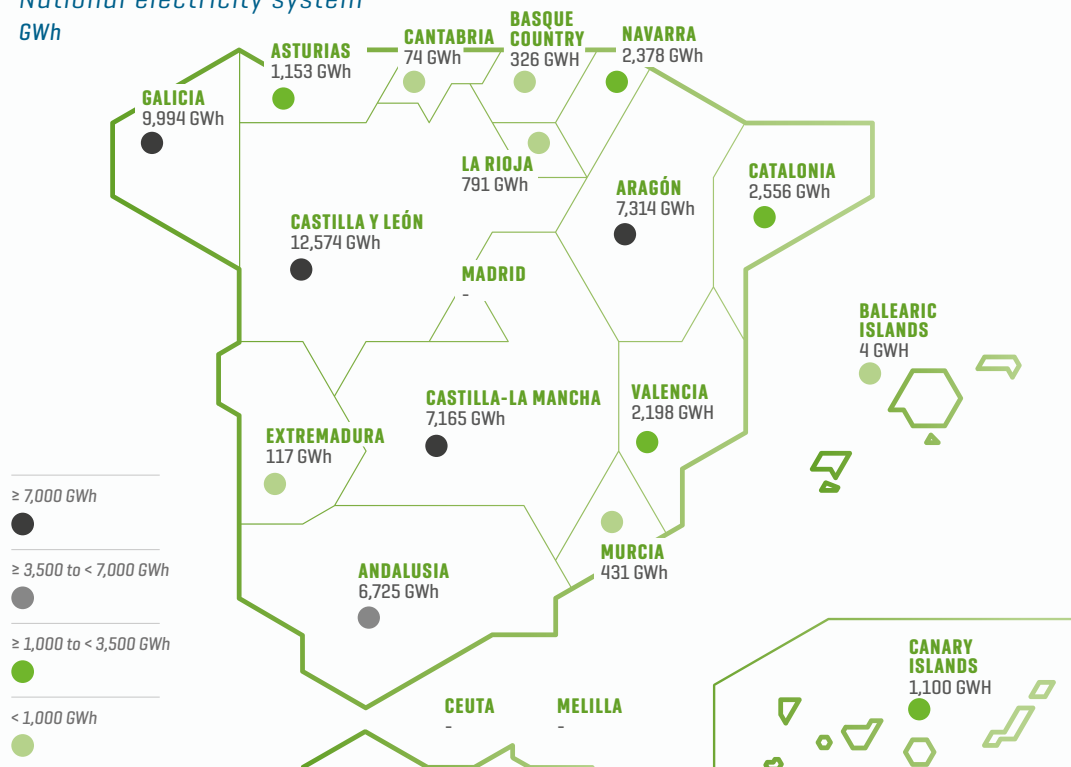 National electricity system
GWh
ASTURIAS
1,153 GWh
CANTABRIA
74 GWh
BASQUE
COUNTRY
326 GWH
NAVARRA
2,378 GWh
GALICIA
9,994 GWh
LA RIOJA
791 GWh
ARAGÓN
7,314 GWh
CATALONIA
2,556 GWh
CASTILLA Y LEÓN
12,574 GWh
MADRID
-
BALEARIC
ISLANDS
4 GWH
CASTILLA-LA MANCHA
7,165 GWh
VALENCIA
2,198 GWH
EXTREMADURA
117 GWh
MURCIA
431 GWh
ANDALUSIA
6,725 GWh
CEUTA
-
MELILLA
-
CANARY
ISLANDS
1,100 GWH
≥ 7,000 GWh
≥ 3,500 to < 7,000 GWh
≥ 1,000 to < 3,500 GWh
< 1,000 GWh